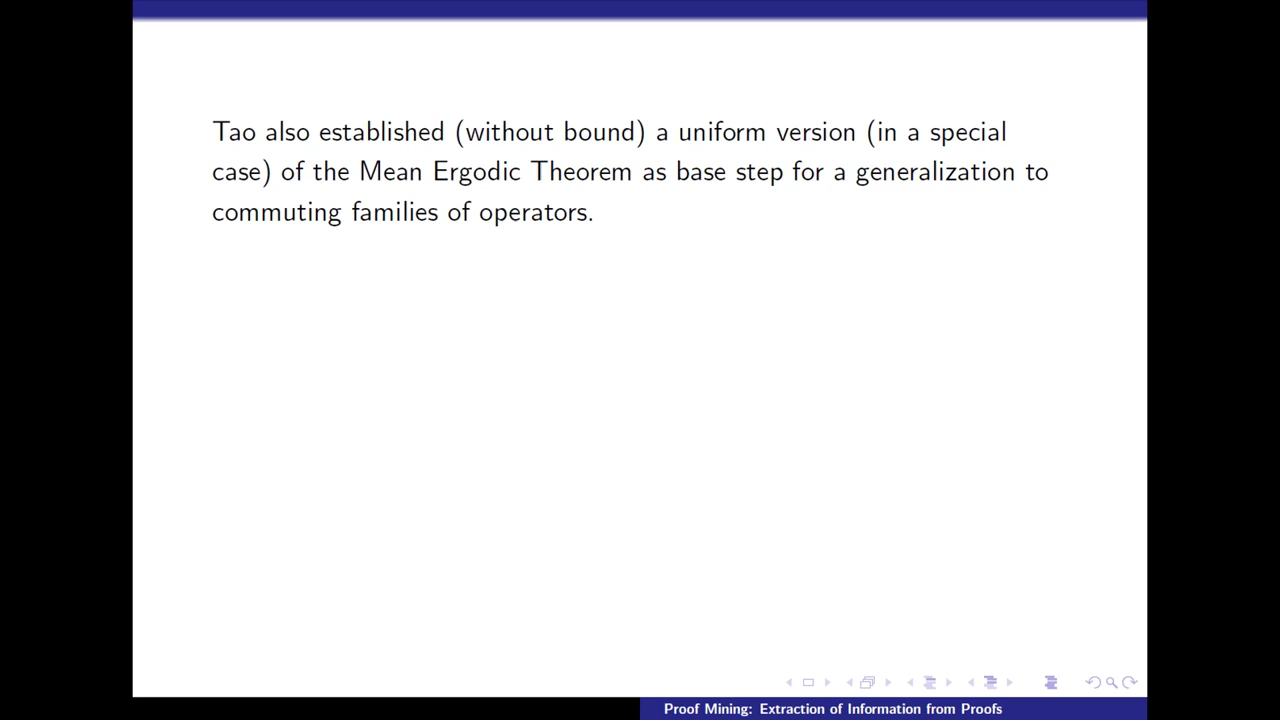 Tao also established (without bound) a uniform version (in a special
case) of the Mean Ergodic Theorem as base step for a generalization to
commuting families of operators.
Proof Mining: Extraction of Information from Proofs